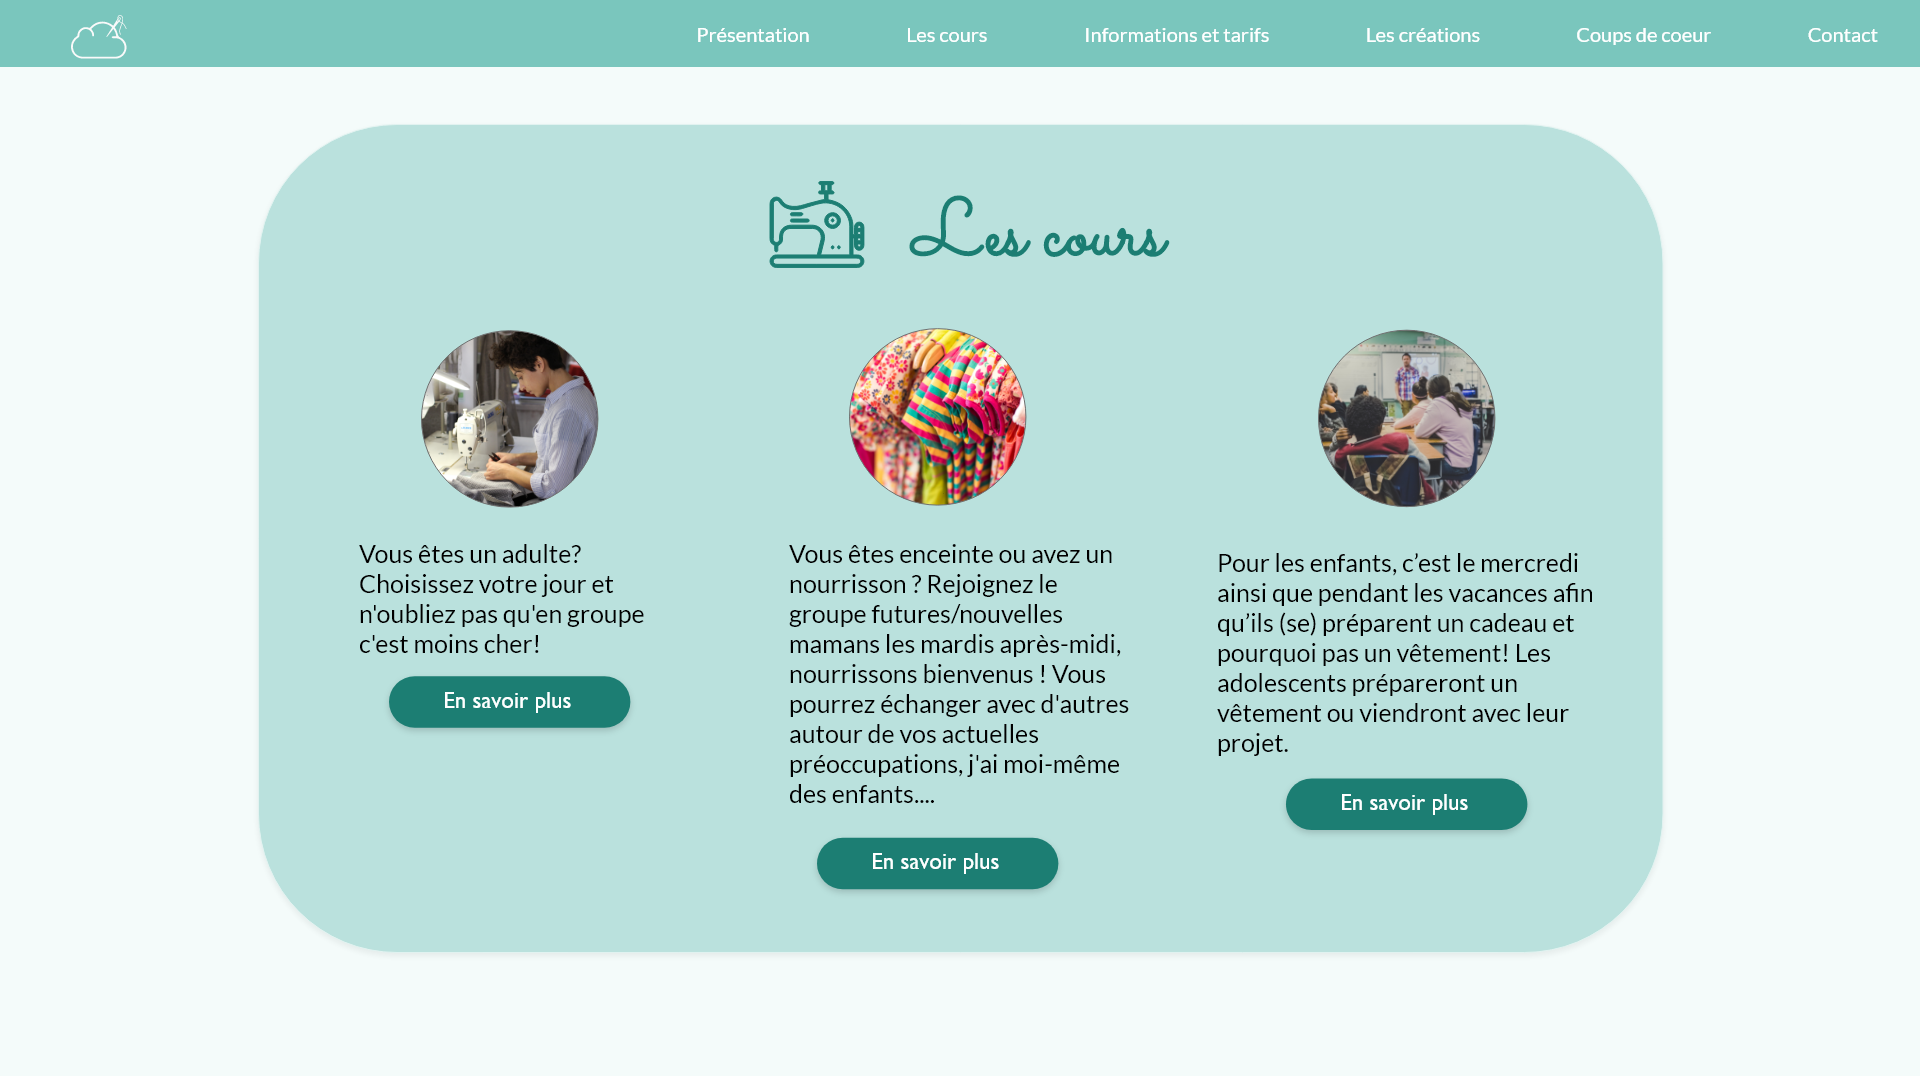 Présentation
Les cours
Informations et tarifs
Les créations
Coups de coeur
Contact
Les cours
Vous êtes un adulte?
Choisissez votre jour et
n'oubliez pas qu'en groupe
c'est moins cher!
En savoir plus
Vous êtes enceinte ou avez un
nourrisson ? Rejoignez le
groupe futures/nouvelles
mamans les mardis après-midi,
nourrissons bienvenus ! Vous
pourrez échanger avec d'autres
autour de vos actuelles
préoccupations, j'ai moi-même
des enfants....
En savoir plus
Pour les enfants, c’est le mercredi
ainsi que pendant les vacances afin
qu’ils (se) préparent un cadeau et
pourquoi pas un vêtement! Les
adolescents prépareront un
vêtement ou viendront avec leur
projet.
En savoir plus